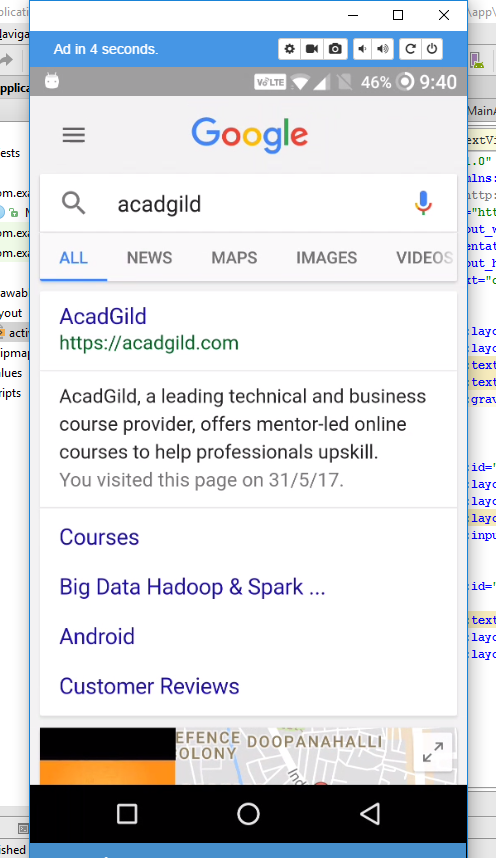 Ad in 4 seconds.
VoLTE 46% 9:40
Google
acadgild
ALL NEWS MAPS IMAGES VIDEOS
AcadGild
https://acadgild.com
AcadGild, a leading technical and business
course provider, offers mentor-led online
courses to help professionals upskill.
You visited this page on 31/5/17.
Courses
Big Data Hadoop & Spark ...
Android
Customer Reviews
EFENCE
OLONY
DOOPANAHALLI
Ind